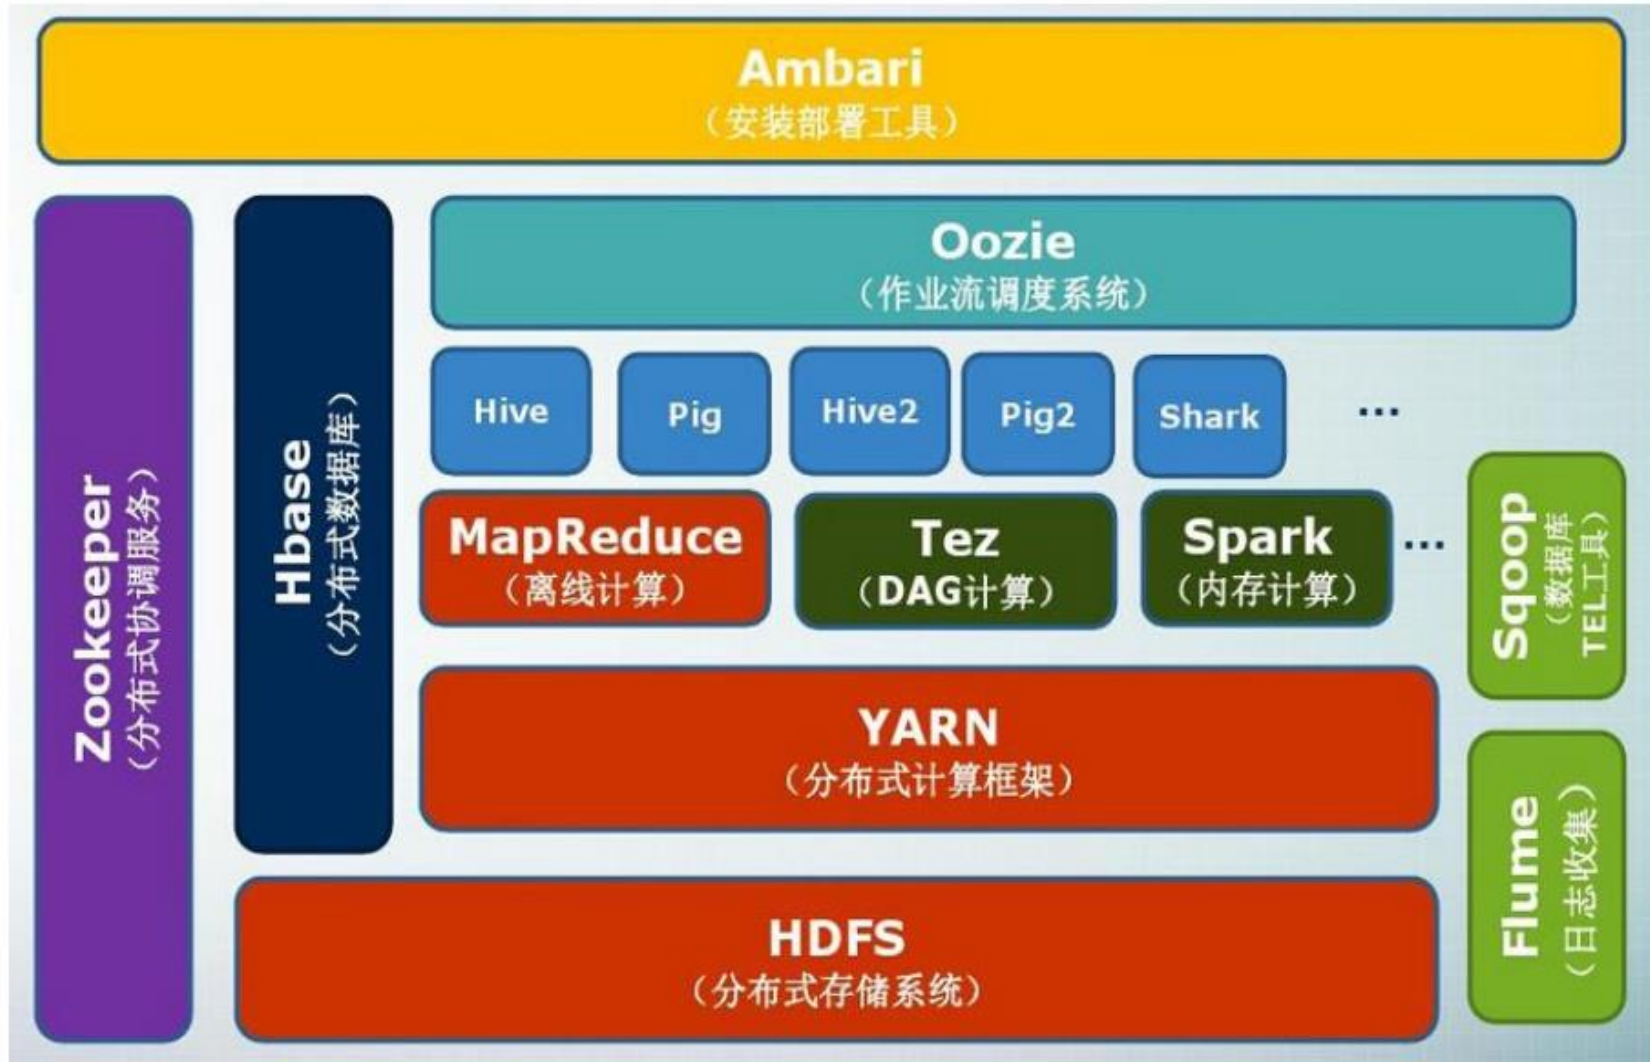 Ambari
（安装部署工具）
Zookeeper
（分布式协调服务）
Hbase
（分布式数据库）
Oozie
（作业流调度系统）
Hive
Pig
Hive2
Pig2
Shark
...
MapReduce
（离线计算）
Tez
（DAG计算）
Spark
（内存计算）
...
YARN
（分布式计算框架）
HDFS
（分布式存储系统）
Sqoop
（数据库
TEL工具）
Flume
（日志收集）